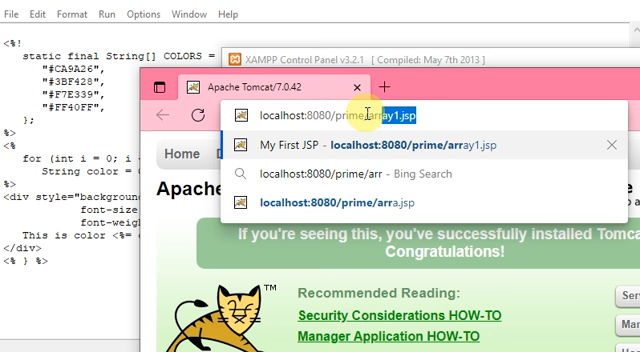 File Edit Format Run Options Window Help
<%!
static final String[] COLORS =
"#CA9A26",
"#3BF428",
"#F7E339",
"#FF40FF",
};
%>
<%
for (int i = 0; i <
String color =
%>
<div style="background
font-size
font-weig
This is color <%=
</div>
<% } %>
XAMPP Control Panel v3.2.1 [ Compiled: May 7th 2013 ]
Apache Tomcat/7.0.42
localhost:8080/prime/array1.jsp
My First JSP - localhost:8080/prime/array1.jsp
localhost:8080/prime/arr - Bing Search
localhost:8080/prime/arra.jsp
Home
Apache
If you're seeing this, you've successfully installed Tomca
Congratulations!
TM
Recommended Reading:
Security Considerations HOW-TO
Manager Application HOW-TO
Ser
Man